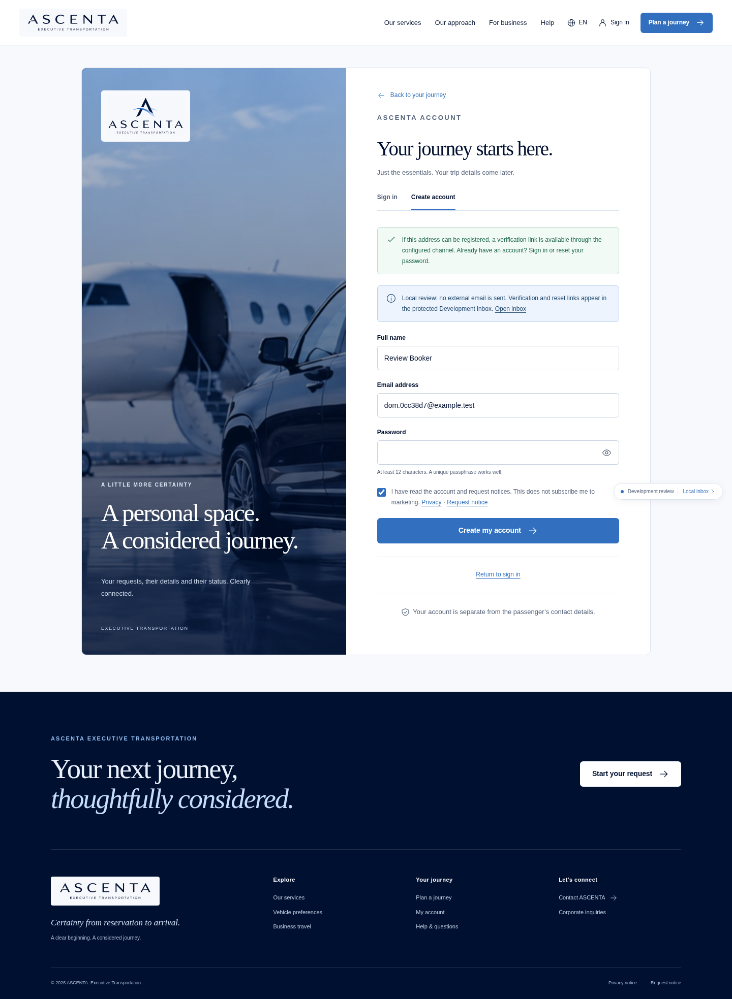 ASCENTA
EXECUTIVE TRANSPORTATION
Our services
Our approach
For business
Help
EN
Sign in
Plan a journey
ASCENTA
EXECUTIVE TRANSPORTATION
A LITTLE MORE CERTAINTY
A personal space.
A considered journey.
Your requests, their details and their status. Clearly
connected.
EXECUTIVE TRANSPORTATION
Back to your journey
ASCENTA ACCOUNT
Your journey starts here.
Just the essentials. Your trip details come later.
Sign in
Create account
If this address can be registered, a verification link is available through the
configured channel. Already have an account? Sign in or reset your
password.
Local review: no external email is sent. Verification and reset links appear in
the protected Development inbox. Open inbox
Full name
Review Booker
Email address
dom.0cc38d7@example.test
Password
At least 12 characters. A unique passphrase works well.
I have read the account and request notices. This does not subscribe me to
marketing. Privacy · Request notice
Development review
Local inbox
Create my account
Return to sign in
Your account is separate from the passenger’s contact details.
ASCENTA EXECUTIVE TRANSPORTATION
Your next journey,
thoughtfully considered.
Start your request
ASCENTA
EXECUTIVE TRANSPORTATION
Certainty from reservation to arrival.
A clear beginning. A considered journey.
Explore
Our services
Vehicle preferences
Business travel
Your journey
Plan a journey
My account
Help & questions
Let’s connect
Contact ASCENTA
Corporate inquiries
© 2026 ASCENTA. Executive Transportation.
Privacy notice
Request notice